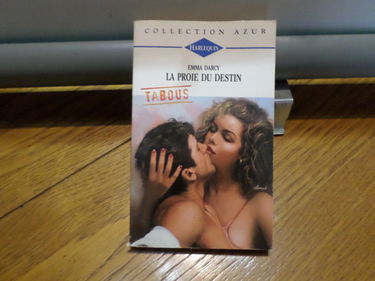 COLLECTION AZUR
HARLEQUIN
EMMA DARCY
LA PROIE DU DESTIN
TABOUS